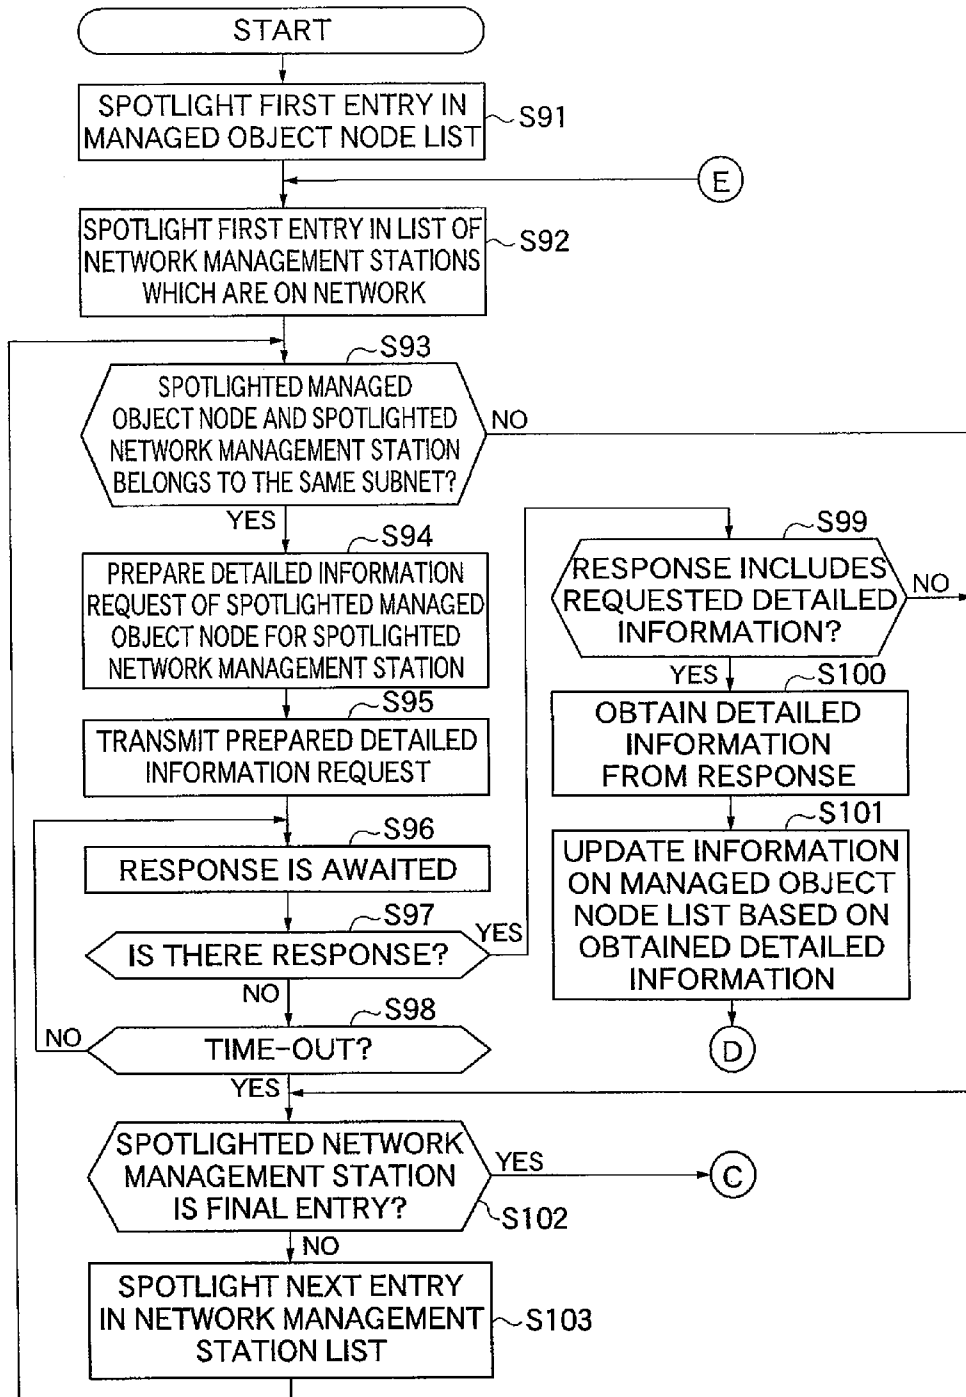 START
SPOTLIGHT FIRST ENTRY IN
MANAGED OBJECT NODE LIST
S91
E
SPOTLIGHT FIRST ENTRY IN LIST OF
NETWORK MANAGEMENT STATIONS
WHICH ARE ON NETWORK
S92
S93
SPOTLIGHTED MANAGED
OBJECT NODE AND SPOTLIGHTED
NETWORK MANAGEMENT STATION
BELONGS TO THE SAME SUBNET?
NO
YES
S94
PREPARE DETAILED INFORMATION
REQUEST OF SPOTLIGHTED MANAGED
OBJECT NODE FOR SPOTLIGHTED
NETWORK MANAGEMENT STATION
S95
TRANSMIT PREPARED DETAILED
INFORMATION REQUEST
S96
RESPONSE IS AWAITED
S97
IS THERE RESPONSE?
YES
NO
S98
TIME-OUT?
NO
YES
S99
RESPONSE INCLUDES
REQUESTED DETAILED
INFORMATION?
NO
YES
S100
OBTAIN DETAILED
INFORMATION
FROM RESPONSE
S101
UPDATE INFORMATION
ON MANAGED OBJECT
NODE LIST BASED ON
OBTAINED DETAILED
INFORMATION
D
SPOTLIGHTED NETWORK
MANAGEMENT STATION
IS FINAL ENTRY?
YES
C
S102
NO
SPOTLIGHT NEXT ENTRY
IN NETWORK MANAGEMENT
STATION LIST
S103